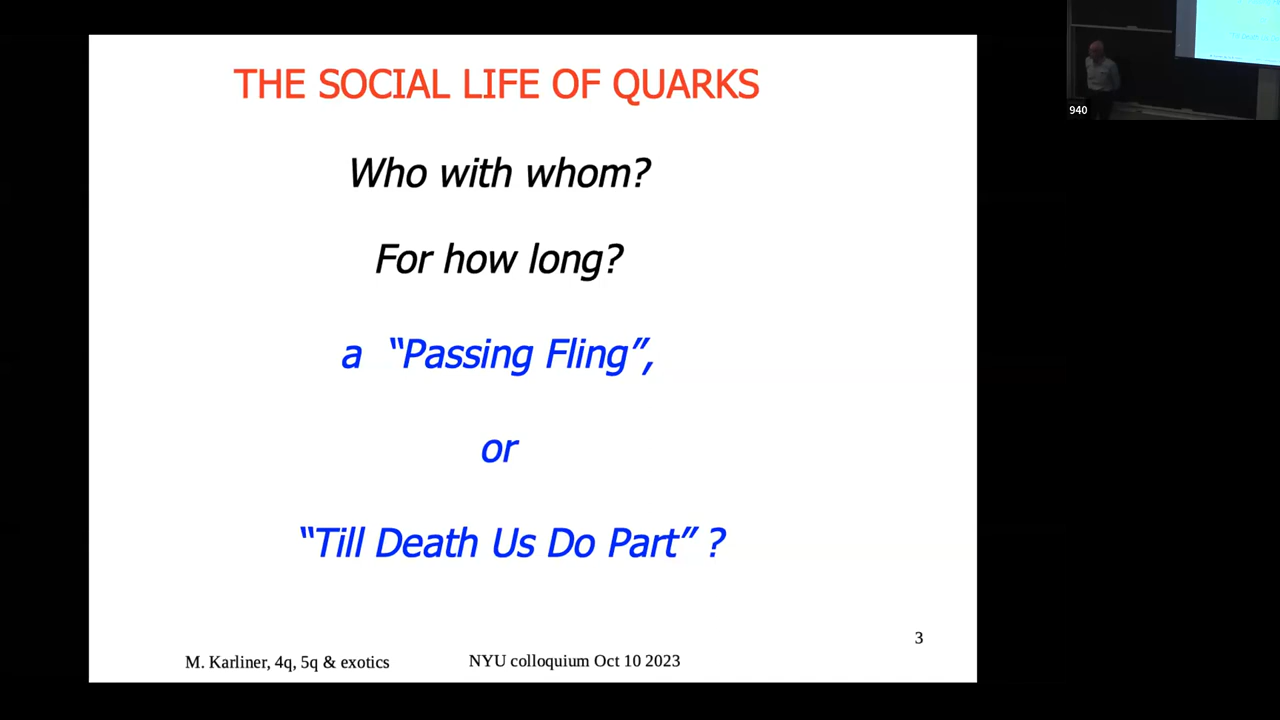 THE SOCIAL LIFE OF QUARKS
Who with whom?
For how long?
a “Passing Fling”,
or
“Till Death Us Do Part” ?
3
M. Karliner, 4q, 5q & exotics
NYU colloquium Oct 10 2023
940